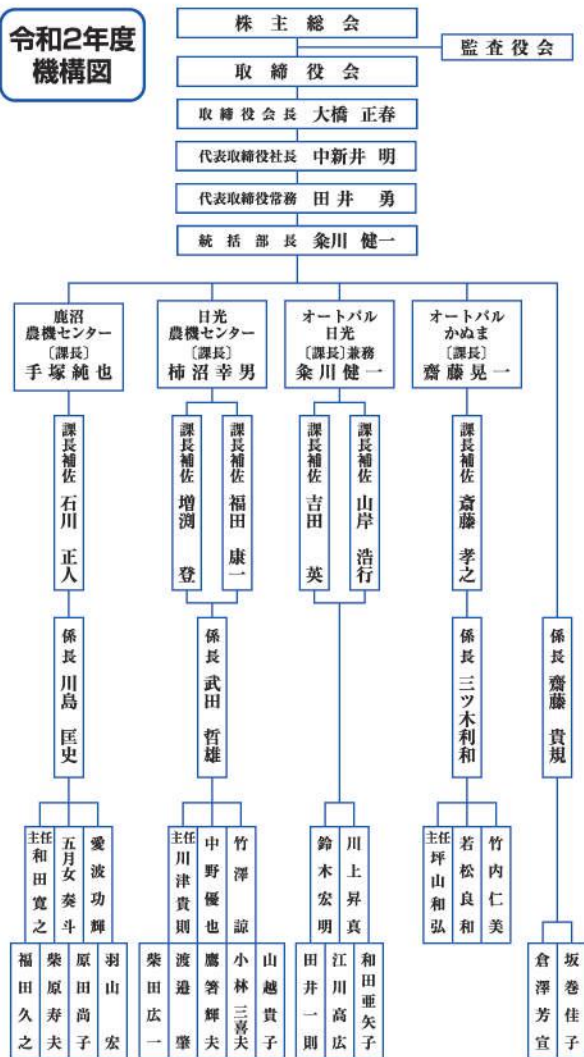 令和2年度
機構図
株主総会
監査役会
取締役会
取締役会長 大橋 正春
代表取締役社長 中新井 明
代表取締役常務 田井 勇
統括部長 粂川 健一
鹿沼
農機センター
〔課長〕
手塚純也
日光
農機センター
〔課長〕
柿沼幸男
オートパル
日光
〔課長〕兼務
粂川健一
オートパル
かぬま
〔課長〕
齋藤晃一
課長補佐 石川 正人
課長補佐 増渕 登
課長補佐 福田 康一
課長補佐 吉田 英
課長補佐 山岸 浩行
課長補佐 斎藤 孝之
係長 川島 匡史
係長 武田 哲雄
係長 三ツ木利和
係長 齋藤 貴規
主任 和田寛之
五月女奏斗
愛波功輝
主任 川津貴則
中野優也
竹澤 諒
鈴木宏明
川上昇真
主任 坪山和弘
若松良和
竹内仁美
福田久之
柴原寿夫
原田尚子
羽山 宏
柴田広一
渡邉 肇
鷹箸輝夫
小林三喜夫
山越貴子
田井一則
江川高広
和田亜矢子
倉澤芳宣
坂巻佳子